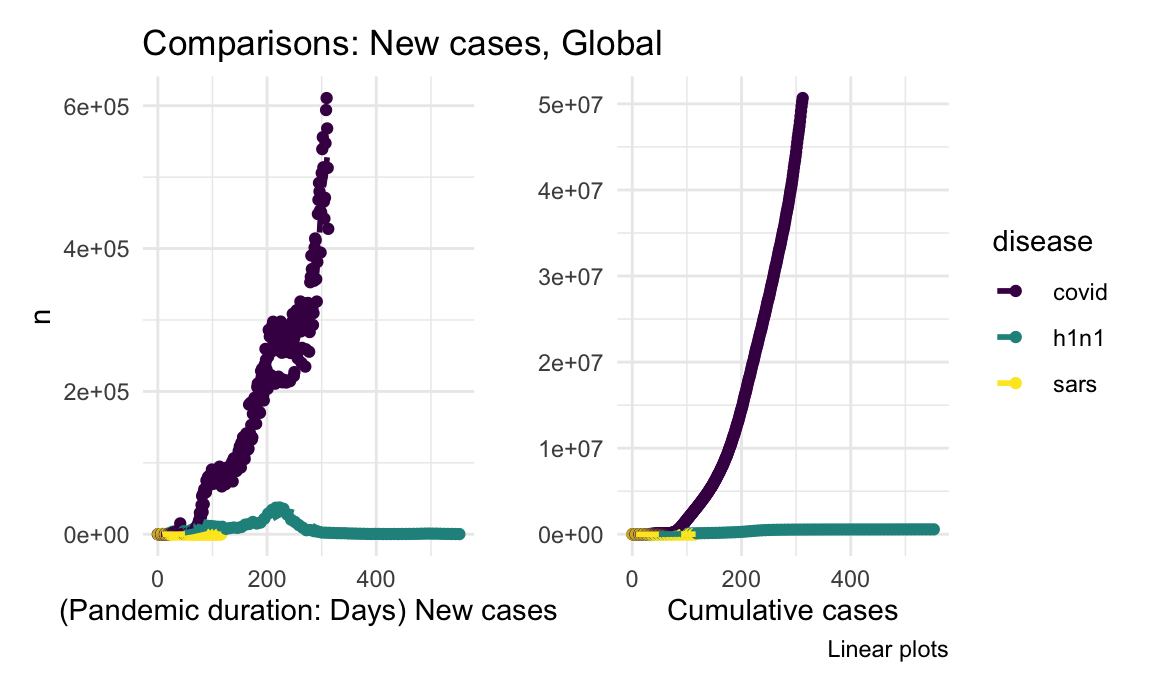 Comparisons: New cases, Global
n
6e+05
4e+05
2e+05
0e+00
0 200 400
(Pandemic duration: Days) New cases
5e+07
4e+07
3e+07
2e+07
1e+07
0e+00
0 200 400
Cumulative cases
disease
covid
h1n1
sars
Linear plots